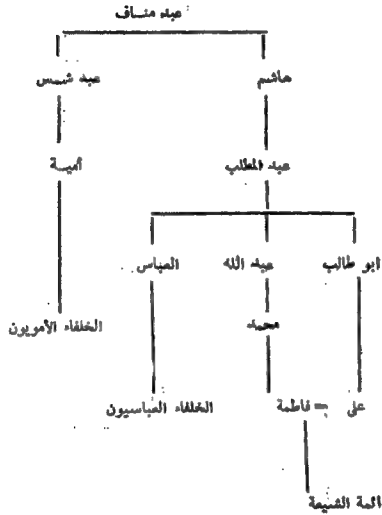 عبد مناف
هاشم عبد شمس
عبد المطلب أميـة
ابو طالب عبد الله العباس
محمد
الخلفاء الأمويون
على = فاطمة الخلفاء العباسيون
ائمة الشيعة